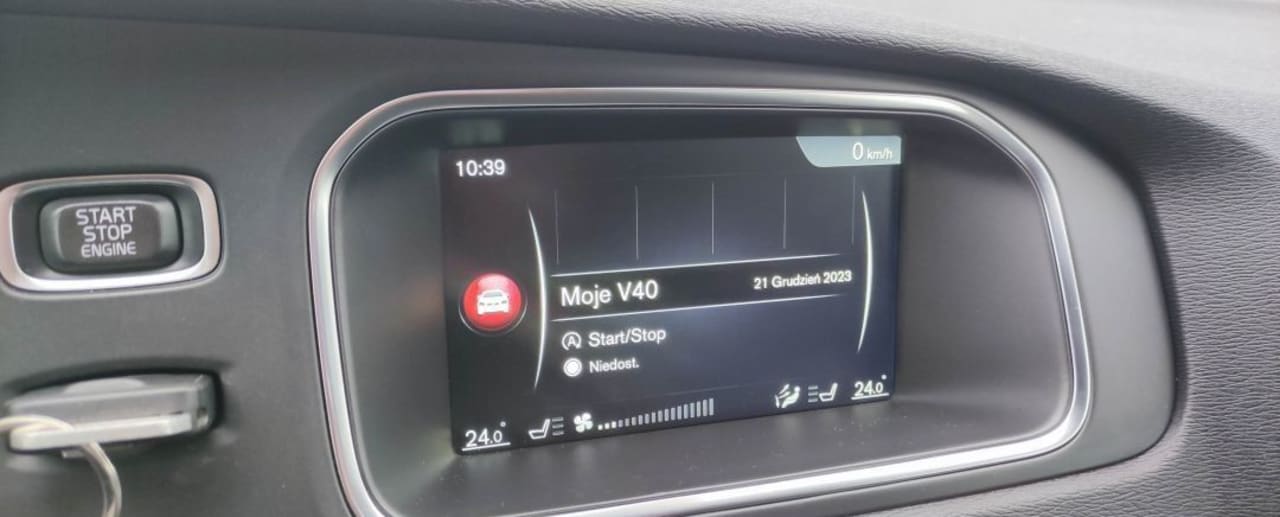 START
STOP
ENGINE
10:39
0 km/h
Moje V40
21 Grudzień 2023
Start/Stop
Niedost.
24.0°
24.0°